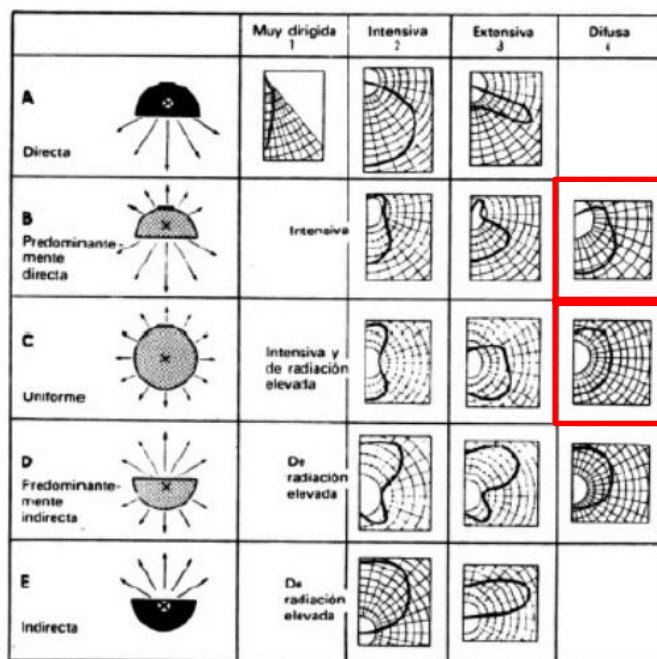 Muy dirigida Intensiva Extensiva Difusa
1 2 3 4
A
Directa
B
Predominante-
mente
directa
Intensiva
C
Uniforme
Intensiva y
de radiación
elevada
D
Predominante-
mente
indirecta
De
radiación
elevada
E
Indirecta
De
radiación
elevada